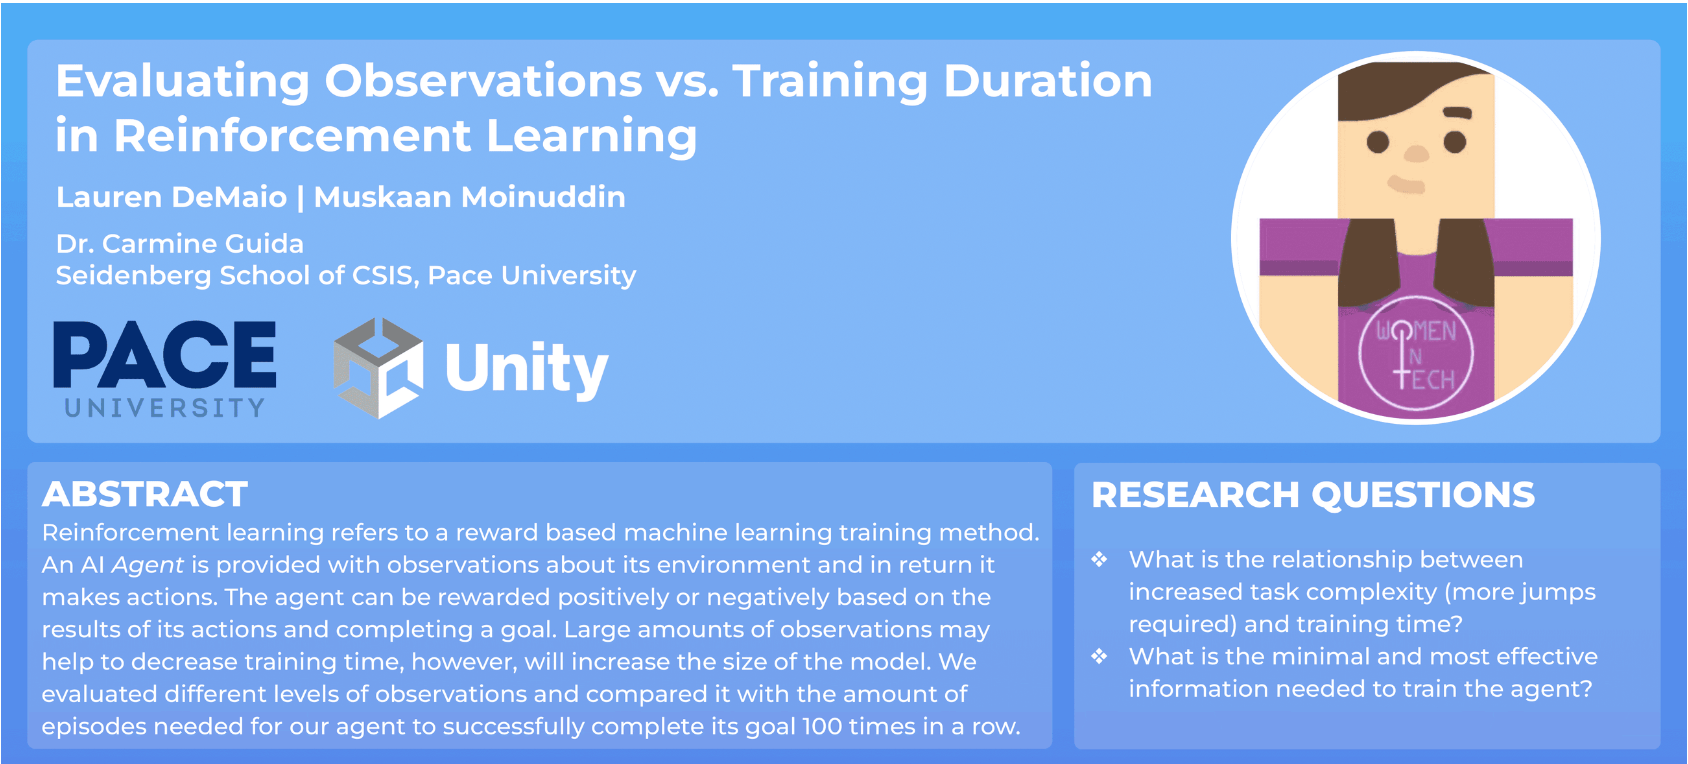 Evaluating Observations vs. Training Duration
in Reinforcement Learning
Lauren DeMaio | Muskaan Moinuddin
Dr. Carmine Guida
Seidenberg School of CSIS, Pace University
PACE
UNIVERSITY
Unity
WOMEN
IN
TECH
ABSTRACT
Reinforcement learning refers to a reward based machine learning training method.
An AI Agent is provided with observations about its environment and in return it
makes actions. The agent can be rewarded positively or negatively based on the
results of its actions and completing a goal. Large amounts of observations may
help to decrease training time, however, will increase the size of the model. We
evaluated different levels of observations and compared it with the amount of
episodes needed for our agent to successfully complete its goal 100 times in a row.
RESEARCH QUESTIONS
❖ What is the relationship between
increased task complexity (more jumps
required) and training time?
❖ What is the minimal and most effective
information needed to train the agent?